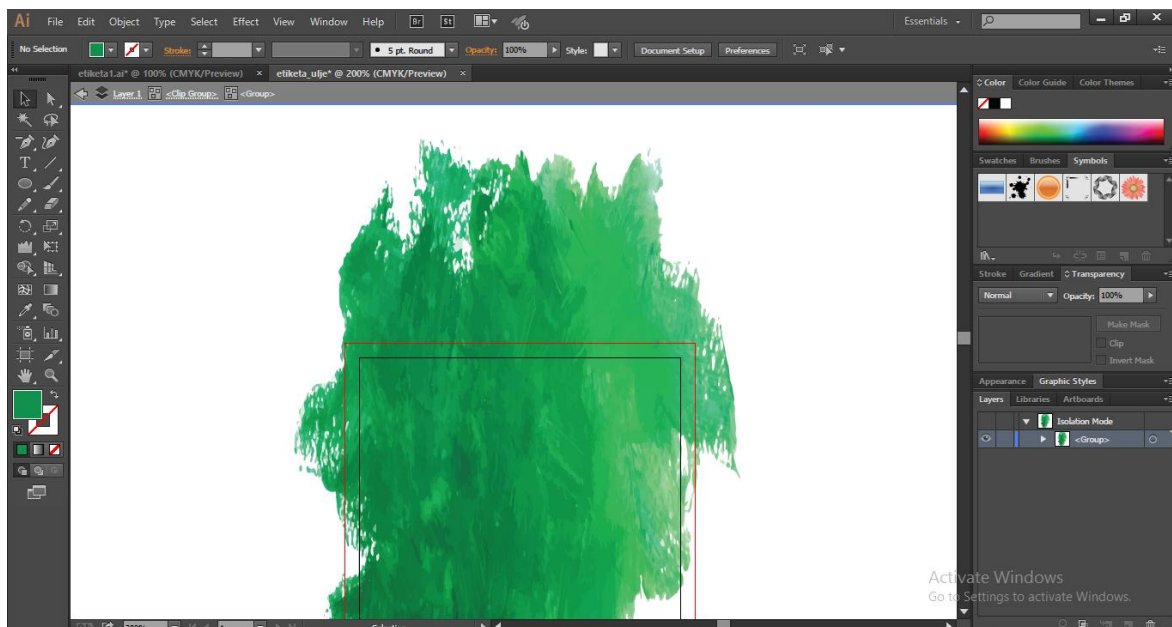 Ai File Edit Object Type Select Effect View Window Help Br St Essentials
No Selection Stroke: 5 pt. Round Opacity: 100% Style: Document Setup Preferences
etiketa1.ai* @ 100% (CMYK/Preview) × etiketa_ulje* @ 200% (CMYK/Preview) ×
Layer 1 <Clip Group> <Group>
Color Color Guide Color Themes
Swatches Brushes Symbols
Stroke Gradient Transparency
Normal Opacity: 100%
Make Mask
Clip
Invert Mask
Appearance Graphic Styles
Layers Libraries Artboards
Isolation Mode
<Group>
Activate Windows
Go to Settings to activate Windows.